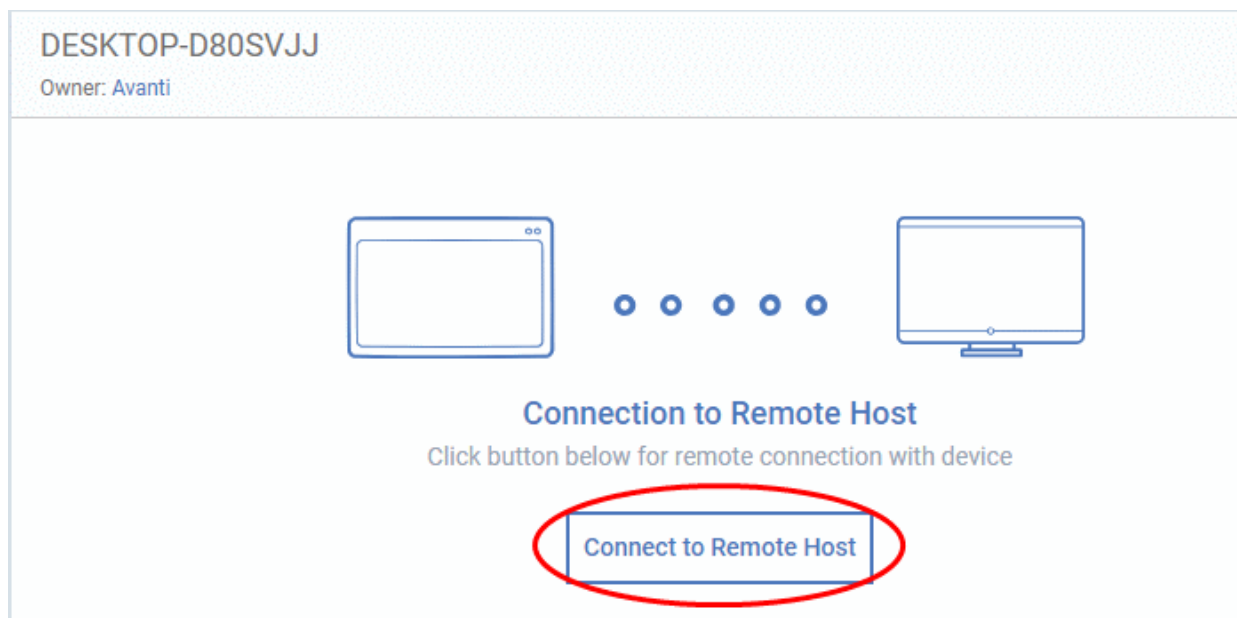 DESKTOP-D80SVJJ
Owner: Avanti
Connection to Remote Host
Click button below for remote connection with device
Connect to Remote Host